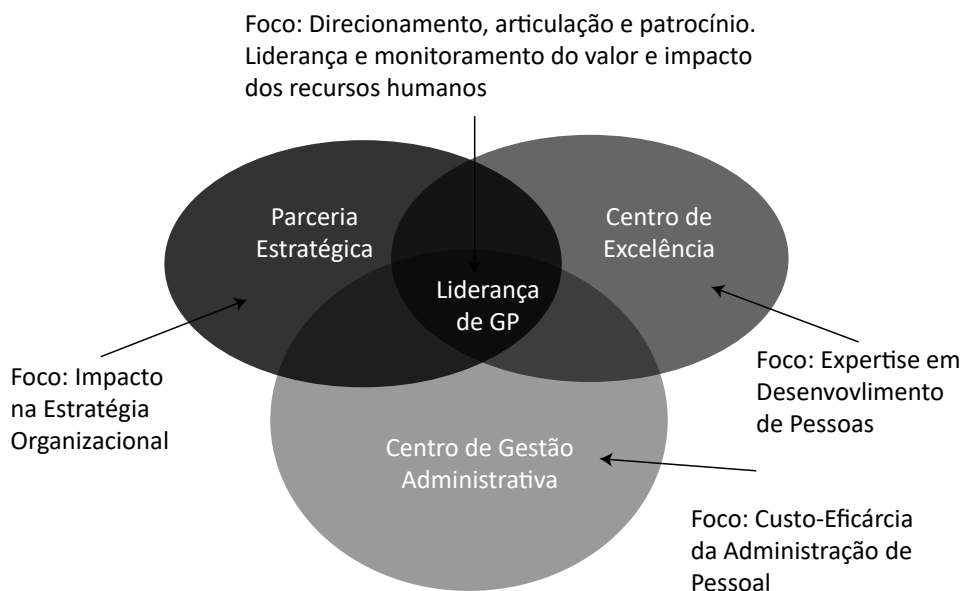 Foco: Direcionamento, articulação e patrocínio.
Liderança e monitoramento do valor e impacto
dos recursos humanos
Parceria
Estratégica
Centro de
Excelência
Liderança
de GP
Foco: Impacto
na Estratégia
Organizacional
Foco: Expertise em
Desenvovlimento
de Pessoas
Centro de Gestão
Administrativa
Foco: Custo-Eficárcia
da Administração de
Pessoal